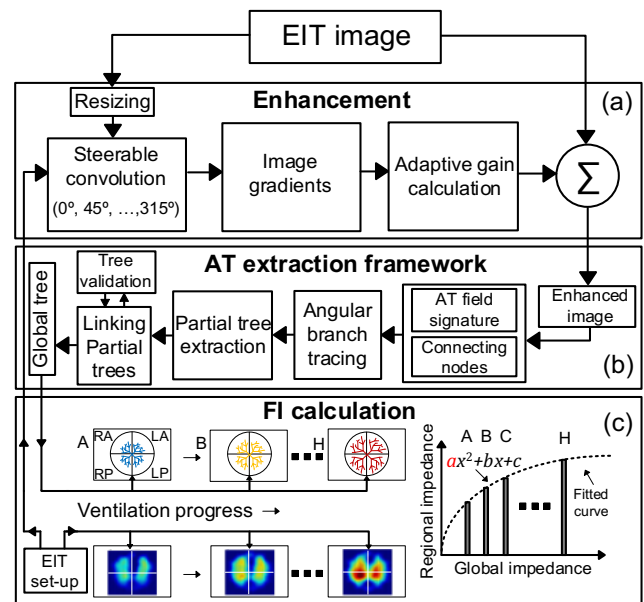 EIT image
Resizing
Enhancement
(a)
Steerable
convolution
(0º, 45º, ...,315º)
Image
gradients
Adaptive gain
calculation
Σ
AT extraction framework
Global tree
Tree
validation
Linking
Partial
trees
Partial tree
extraction
Angular
branch
tracing
AT field
signature
Connecting
nodes
Enhanced
image
(b)
FI calculation
(c)
A
RA
LA
RP
LP
B
H
Ventilation progress →
EIT
set-up
Regional impedance
A
B
C
H
ax²+bx+c
Fitted
curve
Global impedance